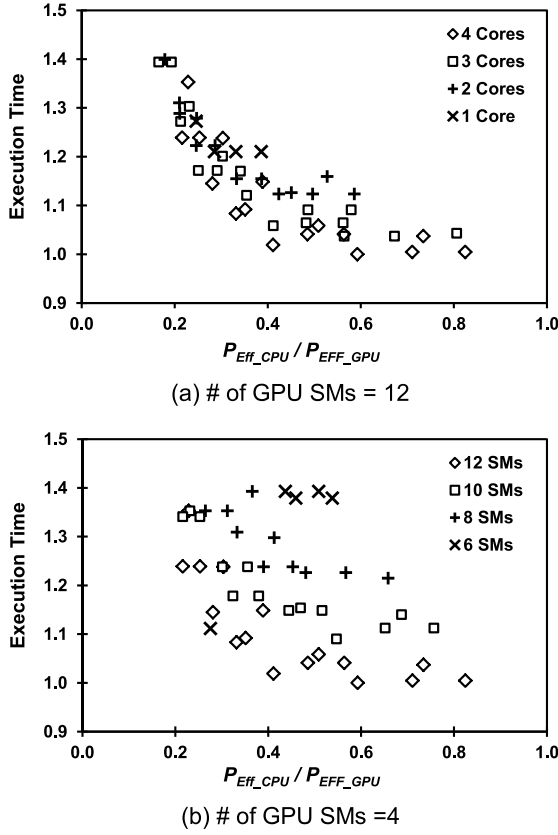 1.5
1.4
1.3
1.2
1.1
1.0
0.9
Execution Time
4 Cores
3 Cores
2 Cores
1 Core
0.0 0.2 0.4 0.6 0.8 1.0
P_Eff_CPU / P_EFF_GPU
(a) # of GPU SMs = 12
1.5
1.4
1.3
1.2
1.1
1.0
0.9
Execution Time
12 SMs
10 SMs
8 SMs
6 SMs
0.0 0.2 0.4 0.6 0.8 1.0
P_Eff_CPU / P_EFF_GPU
(b) # of GPU SMs =4